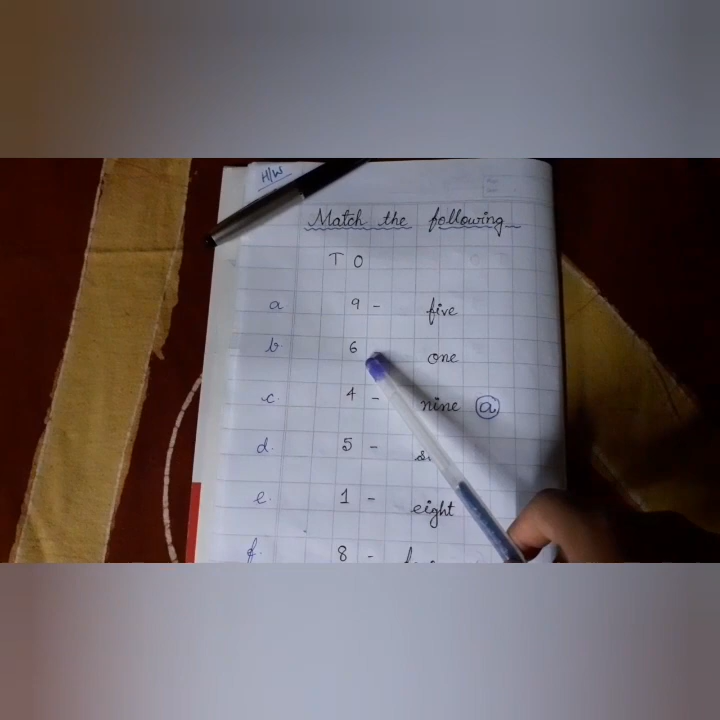 H/W
Match the following
T O
a 9 - five
b. 6 one
c. 4 - nine a
d. 5 -
e. 1 - eight
f. 8 -